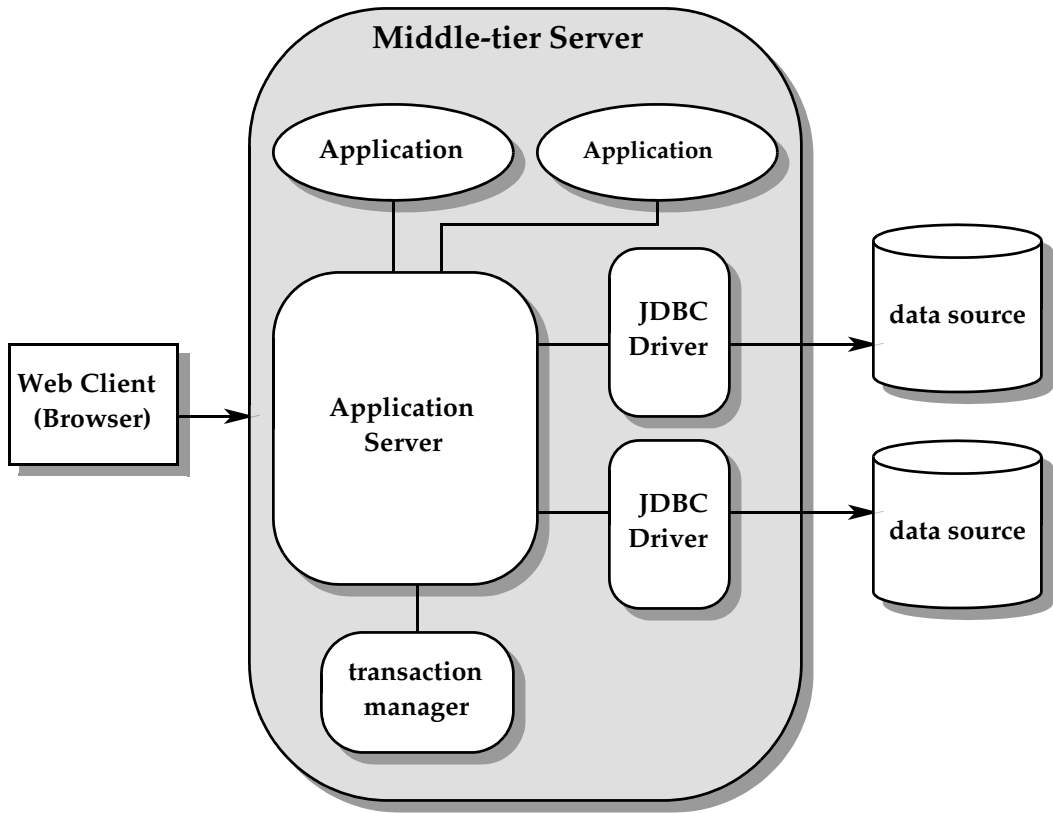 Middle-tier Server
Application
Application
JDBC
Driver
data source
Web Client
(Browser)
Application
Server
JDBC
Driver
data source
transaction
manager